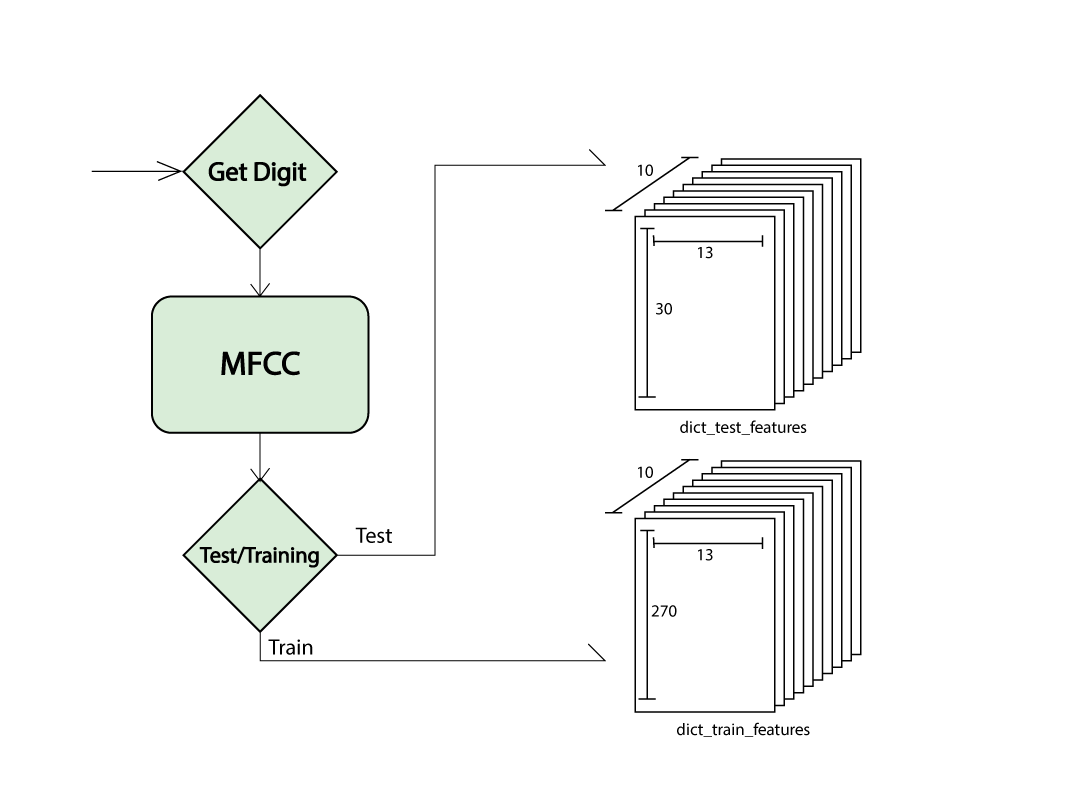 Get Digit
MFCC
Test/Training
Test
Train
10
13
30
dict_test_features
10
13
270
dict_train_features